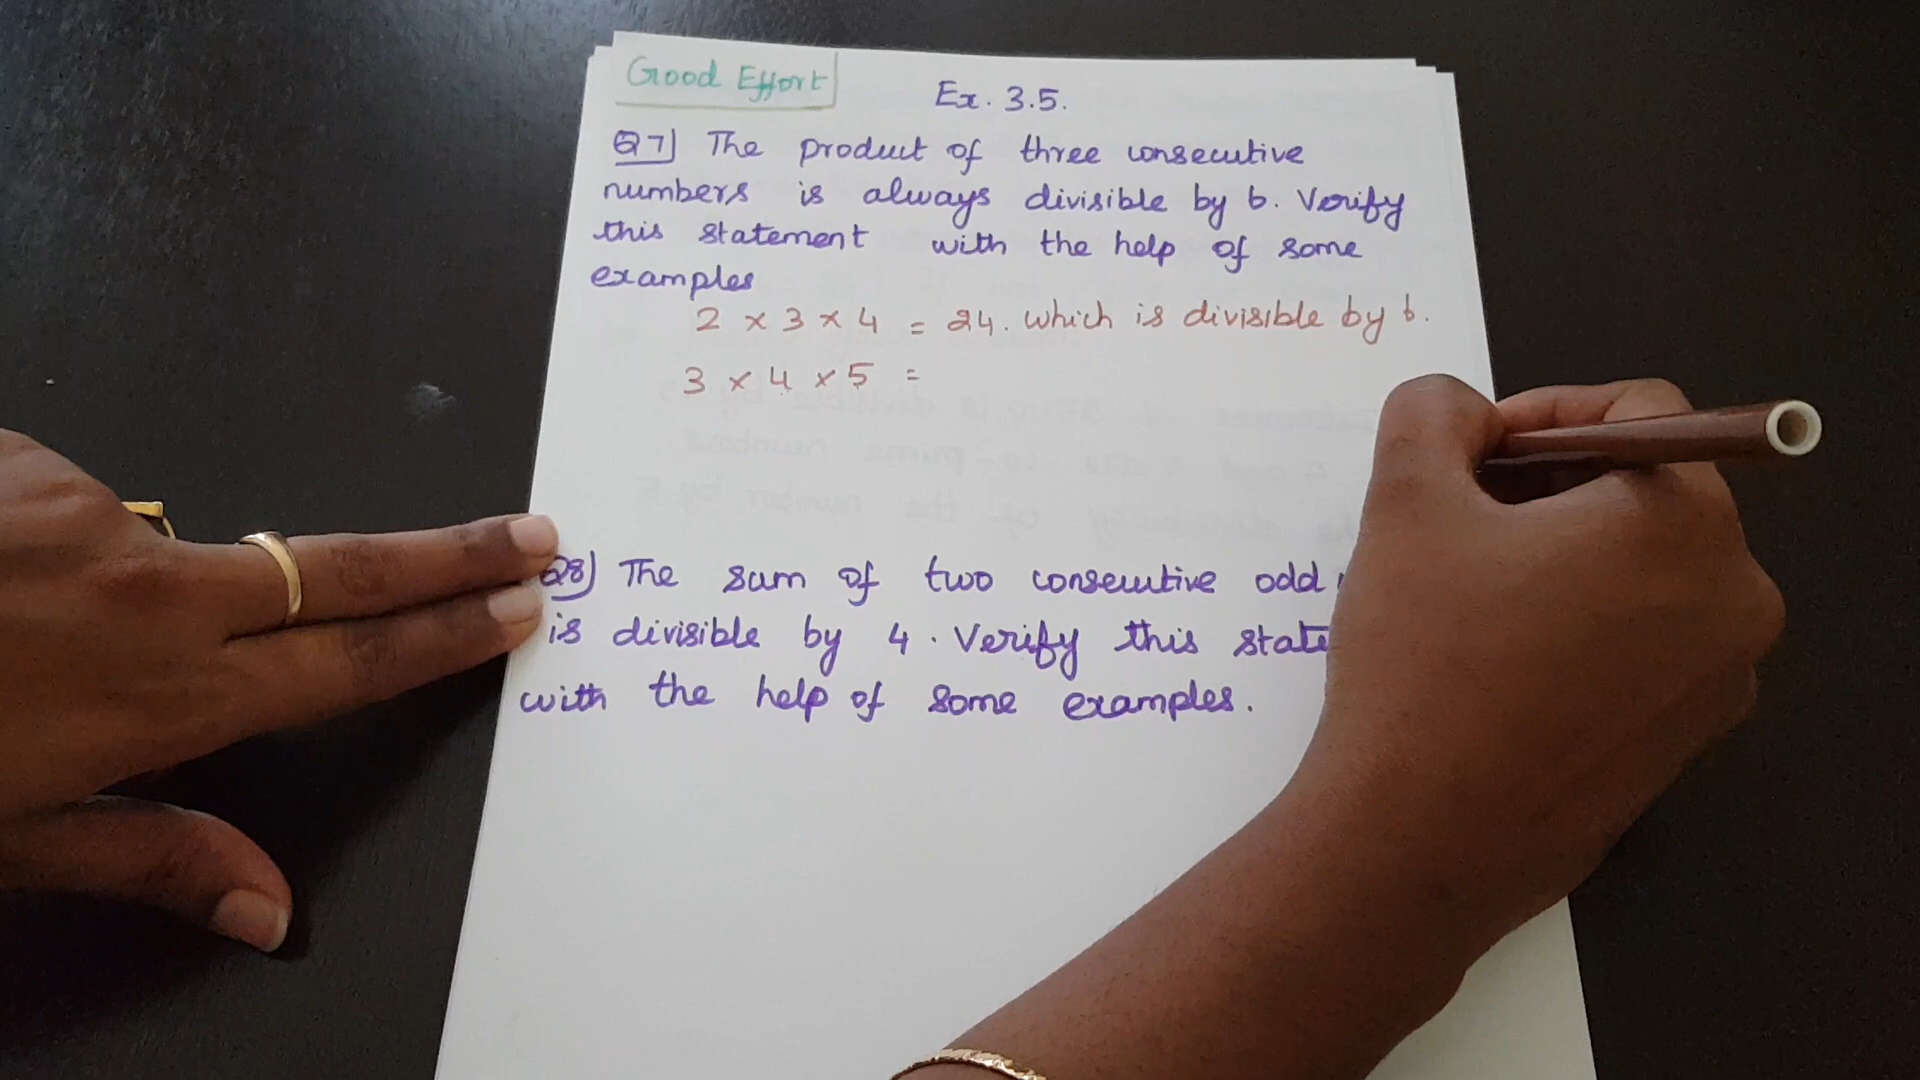 Good Effort
Ex. 3.5.
Q7) The product of three consecutive
numbers is always divisible by 6. Verify
this statement with the help of some
examples
2 × 3 × 4 = 24. which is divisible by 6.
3 × 4 × 5 =
Q8) The sum of two consecutive odd
is divisible by 4. Verify this
with the help of some examples.